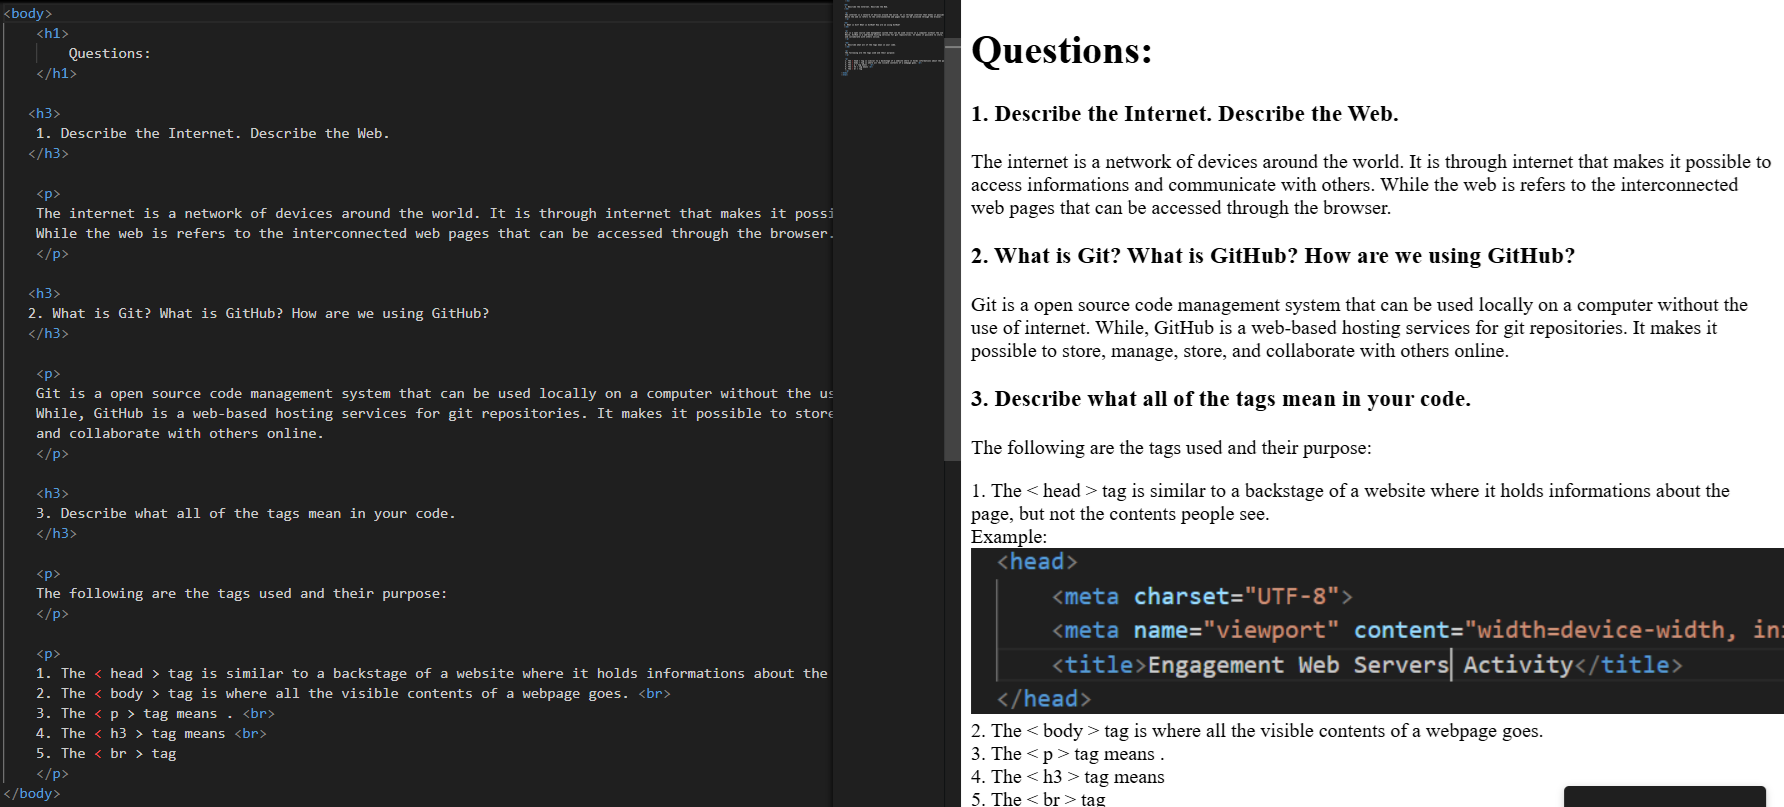 <body>
<h1>
Questions:
</h1>
<h3>
1. Describe the Internet. Describe the Web.
</h3>
<p>
The internet is a network of devices around the world. It is through internet that makes it possi
While the web is refers to the interconnected web pages that can be accessed through the browser.
</p>
<h3>
2. What is Git? What is GitHub? How are we using GitHub?
</h3>
<p>
Git is a open source code management system that can be used locally on a computer without the us
While, GitHub is a web-based hosting services for git repositories. It makes it possible to store
and collaborate with others online.
</p>
<h3>
3. Describe what all of the tags mean in your code.
</h3>
<p>
The following are the tags used and their purpose:
</p>
<p>
1. The < head > tag is similar to a backstage of a website where it holds informations about the
2. The < body > tag is where all the visible contents of a webpage goes. <br>
3. The < p > tag means . <br>
4. The < h3 > tag means <br>
5. The < br > tag
</p>
</body>
Questions:
1. Describe the Internet. Describe the Web.
The internet is a network of devices around the world. It is through internet that makes it possible to
access informations and communicate with others. While the web is refers to the interconnected
web pages that can be accessed through the browser.
2. What is Git? What is GitHub? How are we using GitHub?
Git is a open source code management system that can be used locally on a computer without the
use of internet. While, GitHub is a web-based hosting services for git repositories. It makes it
possible to store, manage, store, and collaborate with others online.
3. Describe what all of the tags mean in your code.
The following are the tags used and their purpose:
1. The < head > tag is similar to a backstage of a website where it holds informations about the
page, but not the contents people see.
Example:
<head>
<meta charset="UTF-8">
<meta name="viewport" content="width=device-width, in
<title>Engagement Web Servers Activity</title>
</head>
2. The < body > tag is where all the visible contents of a webpage goes.
3. The < p > tag means .
4. The < h3 > tag means
5. The < br > tag